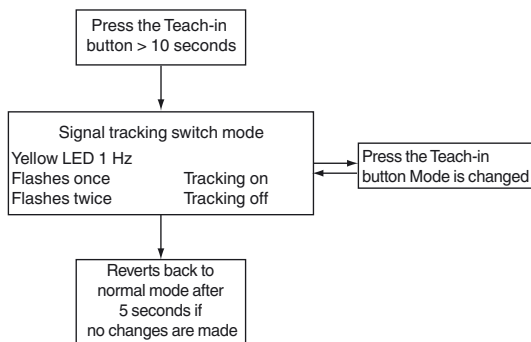 Press the Teach-in
button > 10 seconds
Signal tracking switch mode
Yellow LED 1 Hz
Flashes once Tracking on
Flashes twice Tracking off
Press the Teach-in
button Mode is changed
Reverts back to
normal mode after
5 seconds if
no changes are made